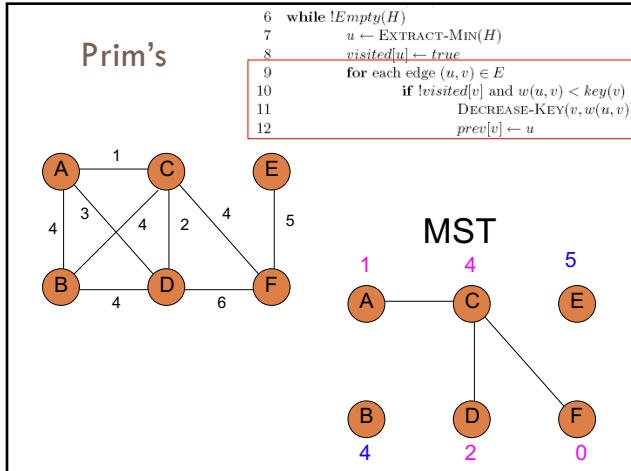 Prim's
6 while !Empty(H)
7 u ← EXTRACT-MIN(H)
8 visited[u] ← true
9 for each edge (u, v) ∈ E
10 if !visited[v] and w(u, v) < key(v)
11 DECREASE-KEY(v, w(u, v)
12 prev[v] ← u
1
A C E
4 3 4 2 4 5
B D F
4 6
MST
1 4 5
A C E
B D F
4 2 0